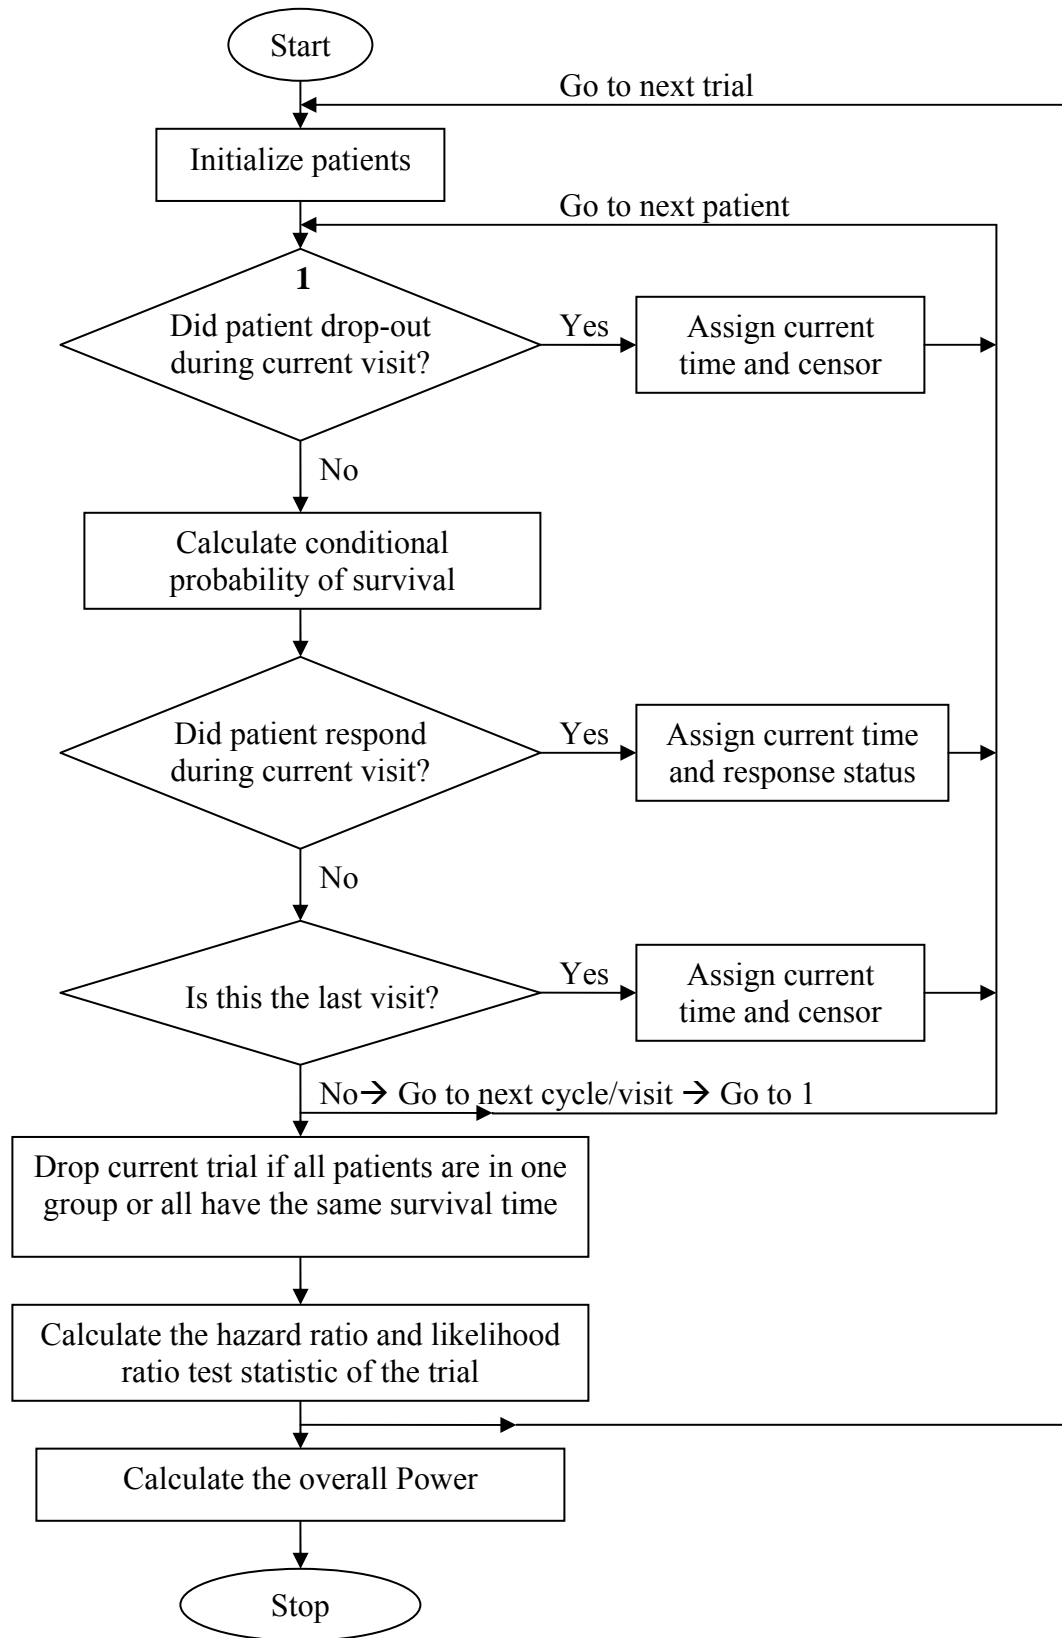 Start
Go to next trial
Initialize patients
Go to next patient
1
Did patient drop-out
during current visit?
Yes
Assign current
time and censor
No
Calculate conditional
probability of survival
Did patient respond
during current visit?
Yes
Assign current time
and response status
No
Is this the last visit?
Yes
Assign current
time and censor
No→ Go to next cycle/visit → Go to 1
Drop current trial if all patients are in one
group or all have the same survival time
Calculate the hazard ratio and likelihood
ratio test statistic of the trial
Calculate the overall Power
Stop